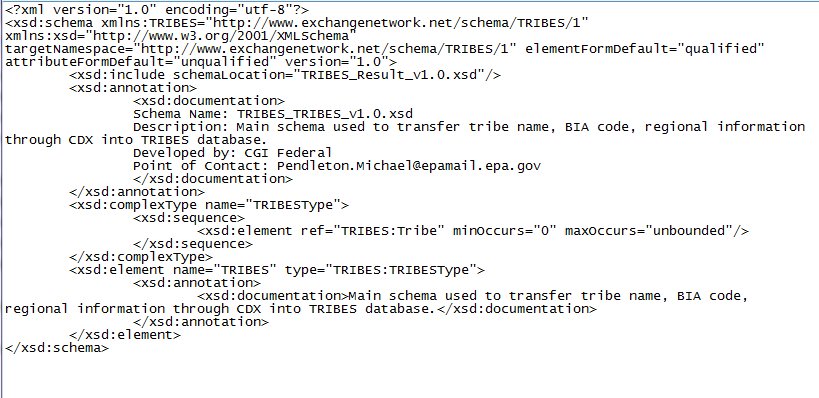 <?xml version="1.0" encoding="utf-8"?>
<xsd:schema xmlns:TRIBES="http://www.exchangenetwork.net/schema/TRIBES/1"
xmlns:xsd="http://www.w3.org/2001/XMLSchema"
targetNamespace="http://www.exchangenetwork.net/schema/TRIBES/1" elementFormDefault="qualified"
attributeFormDefault="unqualified" version="1.0">
<xsd:include schemaLocation="TRIBES_Result_v1.0.xsd"/>
<xsd:annotation>
<xsd:documentation>
Schema Name: TRIBES_TRIBES_v1.0.xsd
Description: Main schema used to transfer tribe name, BIA code, regional information
through CDX into TRIBES database.
Developed by: CGI Federal
Point of Contact: Pendleton.Michael@epamail.epa.gov
</xsd:documentation>
</xsd:annotation>
<xsd:complexType name="TRIBESType">
<xsd:sequence>
<xsd:element ref="TRIBES:Tribe" minOccurs="0" maxOccurs="unbounded"/>
</xsd:sequence>
</xsd:complexType>
<xsd:element name="TRIBES" type="TRIBES:TRIBESType">
<xsd:annotation>
<xsd:documentation>Main schema used to transfer tribe name, BIA code,
regional information through CDX into TRIBES database.</xsd:documentation>
</xsd:annotation>
</xsd:element>
</xsd:schema>